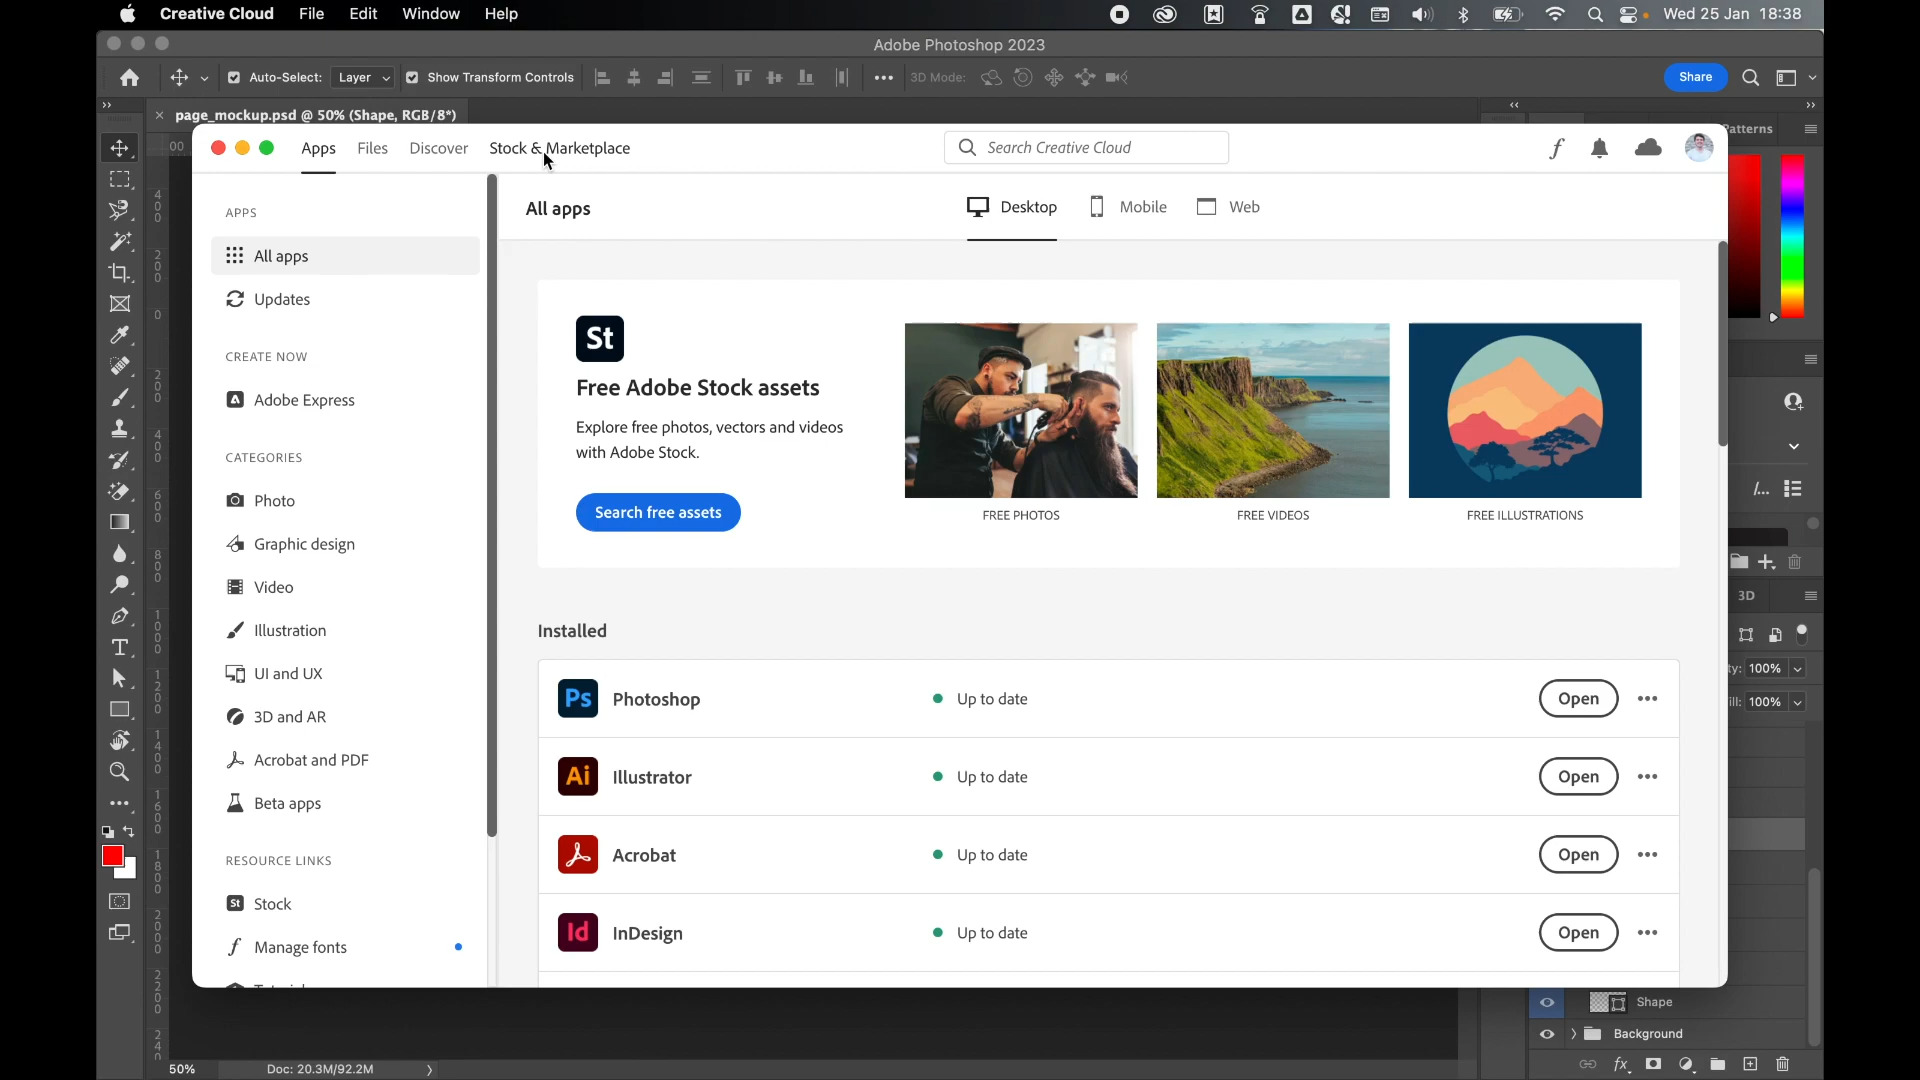 Creative Cloud File Edit Window Help Wed 25 Jan 18:38
Adobe Photoshop 2023
Auto-Select: Layer Show Transform Controls 3D Mode: Share
page_mockup.psd @ 50% (Shape, RGB/8*)
Patterns
Apps Files Discover Stock & Marketplace Search Creative Cloud
APPS
All apps
Updates
CREATE NOW
Adobe Express
CATEGORIES
Photo
Graphic design
Video
Illustration
UI and UX
3D and AR
Acrobat and PDF
Beta apps
RESOURCE LINKS
St Stock
Manage fonts
All apps Desktop Mobile Web
St
Free Adobe Stock assets
Explore free photos, vectors and videos
with Adobe Stock.
Search free assets
FREE PHOTOS FREE VIDEOS FREE ILLUSTRATIONS
Installed
Ps Photoshop Up to date Open
Ai Illustrator Up to date Open
Acrobat Up to date Open
Id InDesign Up to date Open
3D
100%
100%
Shape
Background
50% Doc: 20.3M/92.2M